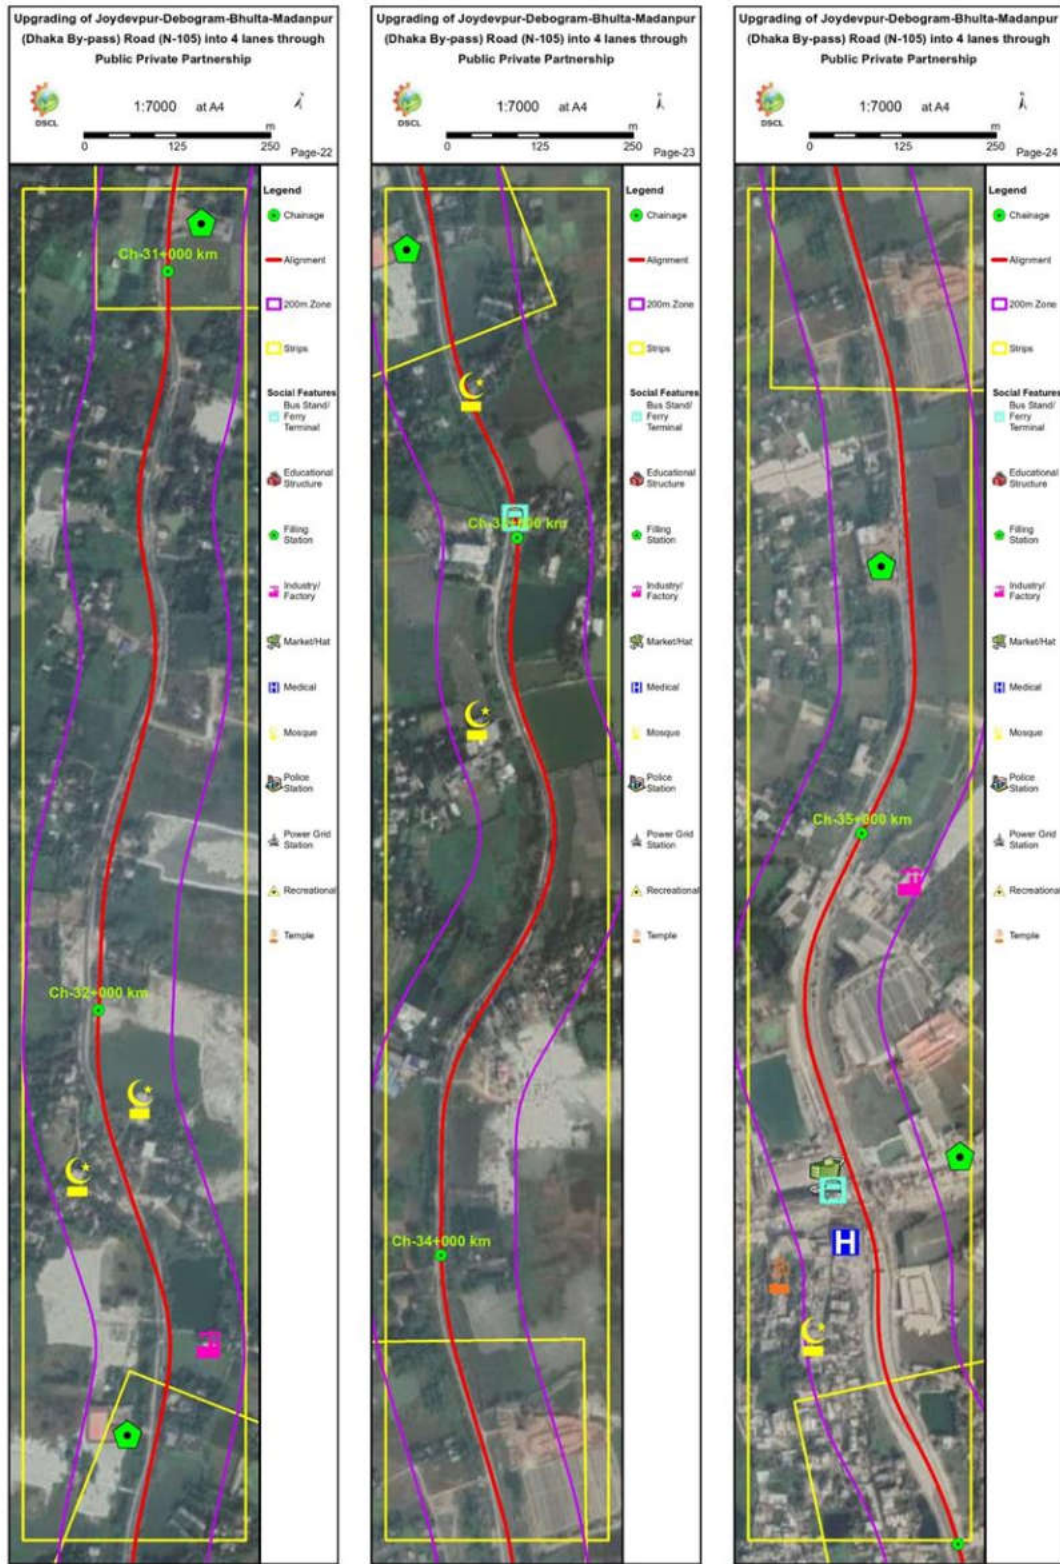 Upgrading of Joydevpur-Debogram-Bhulta-Madanpur
(Dhaka By-pass) Road (N-105) into 4 lanes through
Public Private Partnership
DSCL
1:7000 at A4
m
0 125 250
Page-22
Legend
Chainage
Alignment
200m Zone
Strips
Social Features
Bus Stand/
Ferry
Terminal
Educational
Structure
Filling
Station
Industry/
Factory
Market/Hat
Medical
Mosque
Police
Station
Power Grid
Station
Recreational
Temple
Ch-31+000 km
Ch-32+000 km
Upgrading of Joydevpur-Debogram-Bhulta-Madanpur
(Dhaka By-pass) Road (N-105) into 4 lanes through
Public Private Partnership
DSCL
1:7000 at A4
m
0 125 250
Page-23
Legend
Chainage
Alignment
200m Zone
Strips
Social Features
Bus Stand/
Ferry
Terminal
Educational
Structure
Filling
Station
Industry/
Factory
Market/Hat
Medical
Mosque
Police
Station
Power Grid
Station
Recreational
Temple
Ch-33+000 km
Ch-34+000 km
Upgrading of Joydevpur-Debogram-Bhulta-Madanpur
(Dhaka By-pass) Road (N-105) into 4 lanes through
Public Private Partnership
DSCL
1:7000 at A4
m
0 125 250
Page-24
Legend
Chainage
Alignment
200m Zone
Strips
Social Features
Bus Stand/
Ferry
Terminal
Educational
Structure
Filling
Station
Industry/
Factory
Market/Hat
Medical
Mosque
Police
Station
Power Grid
Station
Recreational
Temple
Ch-35+000 km
H